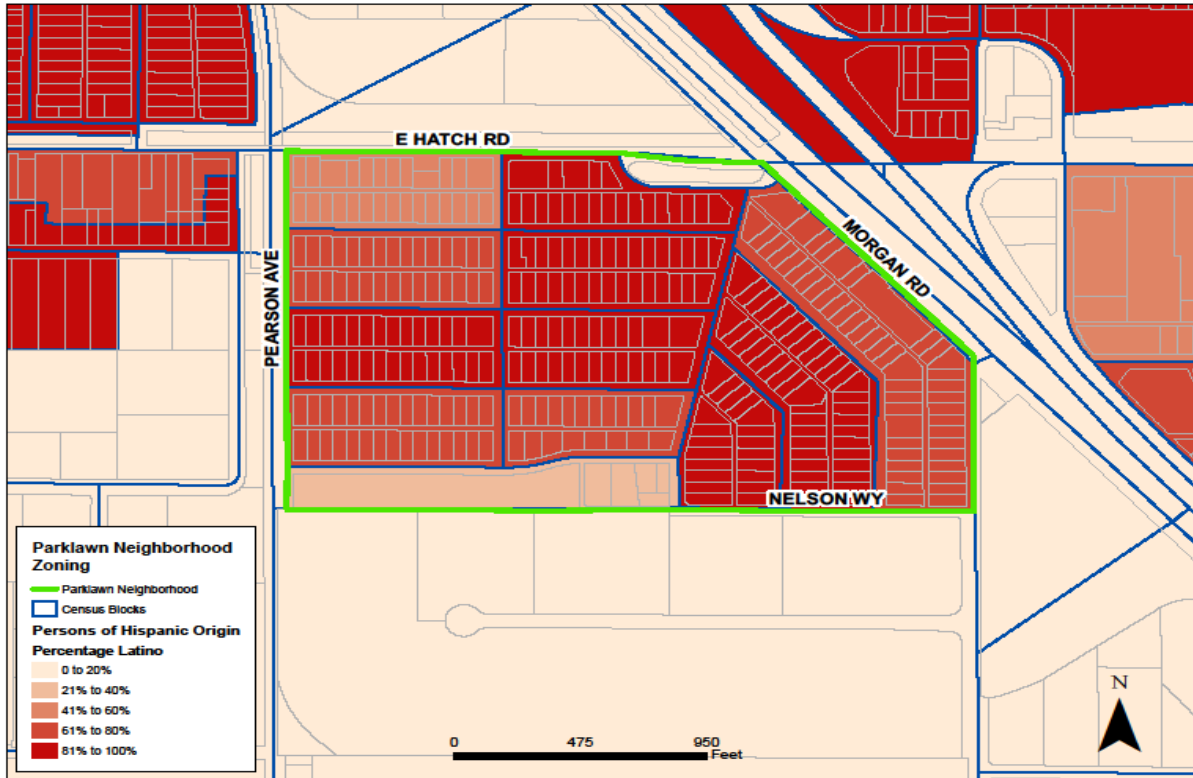 E HATCH RD
PEARSON AVE
MORGAN RD
NELSON WY
Parklawn Neighborhood
Zoning
Parklawn Neighborhood
Census Blocks
Persons of Hispanic Origin
Percentage Latino
0 to 20%
21% to 40%
41% to 60%
61% to 80%
81% to 100%
0 475 950
Feet
N